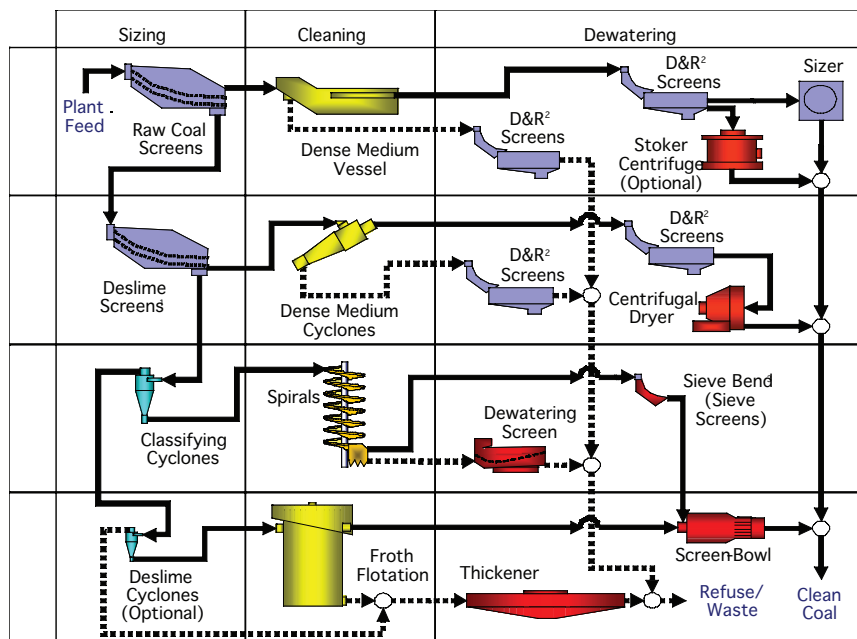 Sizing
Cleaning
Dewatering
Plant
Feed
Raw Coal
Screens
Dense Medium
Vessel
D&R²
Screens
D&R²
Screens
Sizer
Stoker
Centrifuge
(Optional)
Deslime
Screens
Dense Medium
Cyclones
D&R²
Screens
D&R²
Screens
Centrifugal
Dryer
Classifying
Cyclones
Spirals
Dewatering
Screen
Sieve Bend
(Sieve
Screens)
Deslime
Cyclones
(Optional)
Froth
Flotation
Thickener
Screen-Bowl
Refuse/
Waste
Clean
Coal